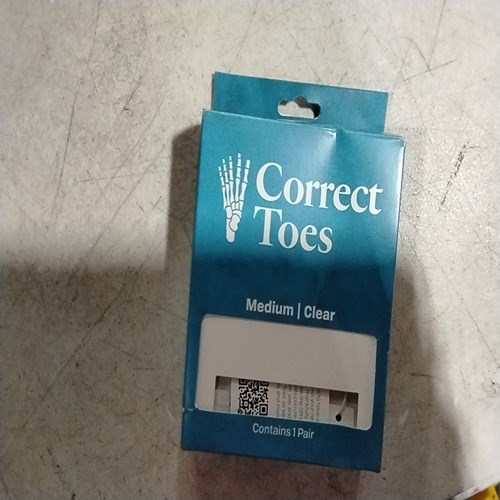 Correct
Toes
Medium | Clear
Contains 1 Pair